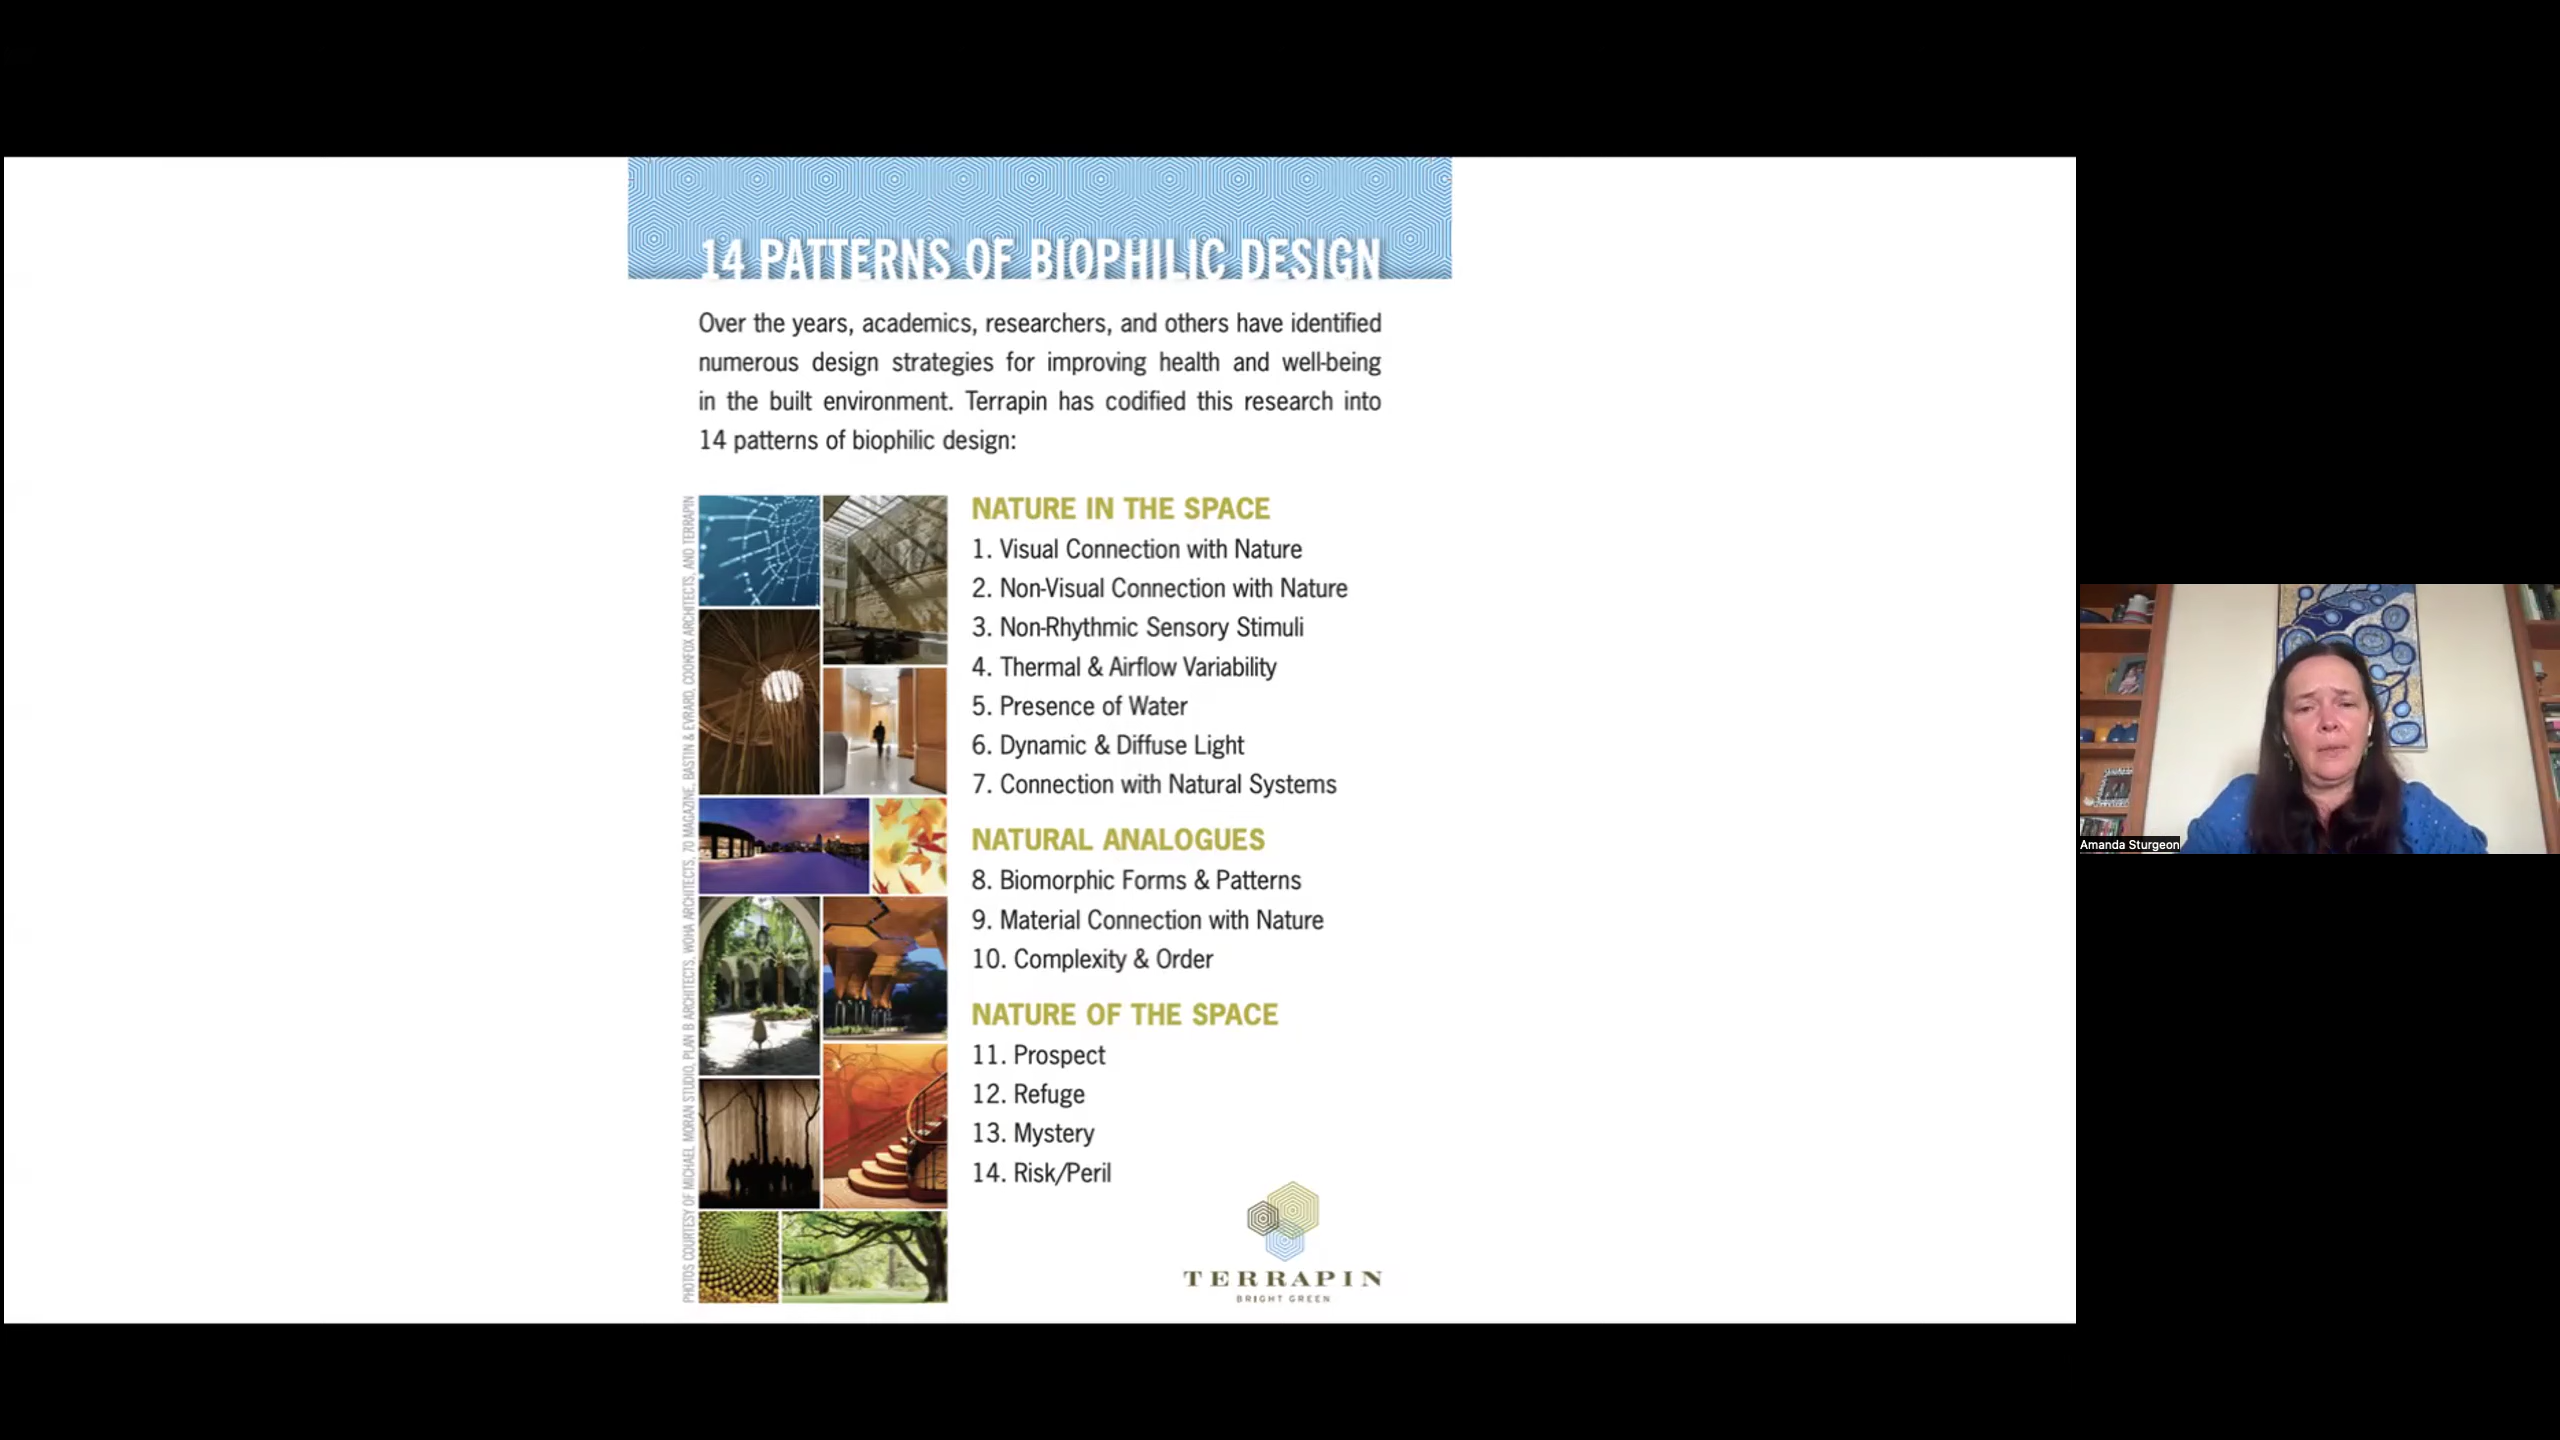 14 PATTERNS OF BIOPHILIC DESIGN
Over the years, academics, researchers, and others have identified
numerous design strategies for improving health and well-being
in the built environment. Terrapin has codified this research into
14 patterns of biophilic design:
PHOTOS COURTESY OF MICHAEL MORAN STUDIO, PLAN B ARCHITECTS, WOHA ARCHITECTS, 70 MAGAZINE, BASTIN & EVRARD, COOKFOX ARCHITECTS, AND TERRAPIN
NATURE IN THE SPACE
1. Visual Connection with Nature
2. Non-Visual Connection with Nature
3. Non-Rhythmic Sensory Stimuli
4. Thermal & Airflow Variability
5. Presence of Water
6. Dynamic & Diffuse Light
7. Connection with Natural Systems
NATURAL ANALOGUES
8. Biomorphic Forms & Patterns
9. Material Connection with Nature
10. Complexity & Order
NATURE OF THE SPACE
11. Prospect
12. Refuge
13. Mystery
14. Risk/Peril
TERRAPIN
BRIGHT GREEN
Amanda Sturgeon